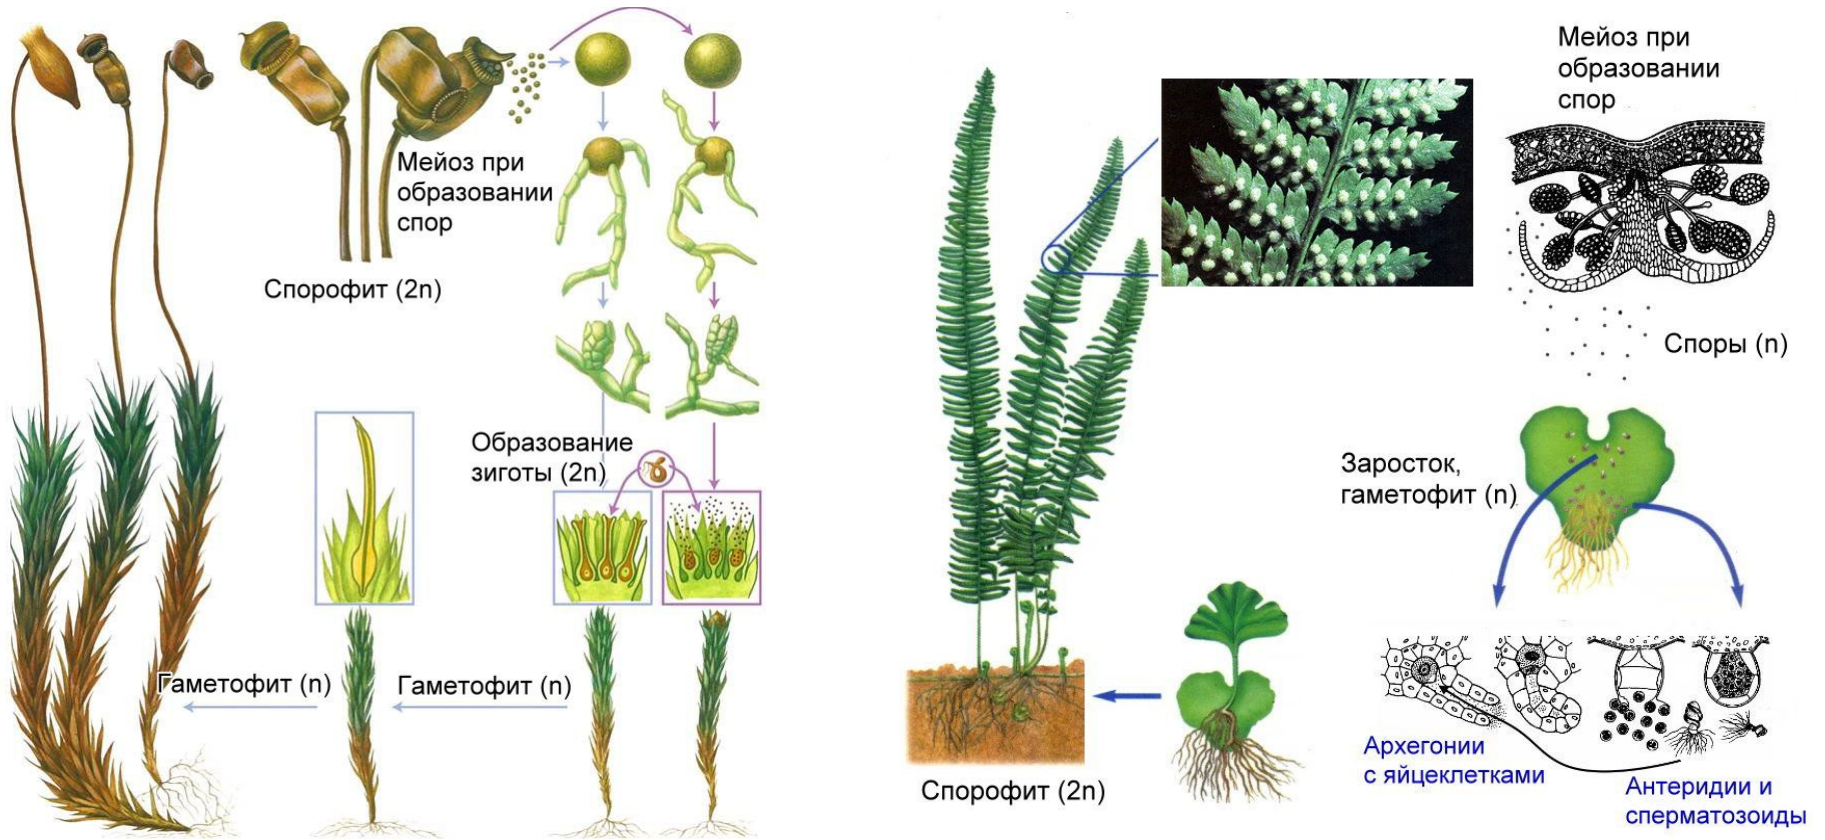 Мейоз при
образовании
спор
Спорофит (2n)
Образование
зиготы (2n)
Гаметофит (n)
Гаметофит (n)
Мейоз при
образовании
спор
Споры (n)
Заросток,
гаметофит (n)
Архегонии
с яйцеклетками
Антеридии и
сперматозоиды
Спорофит (2n)